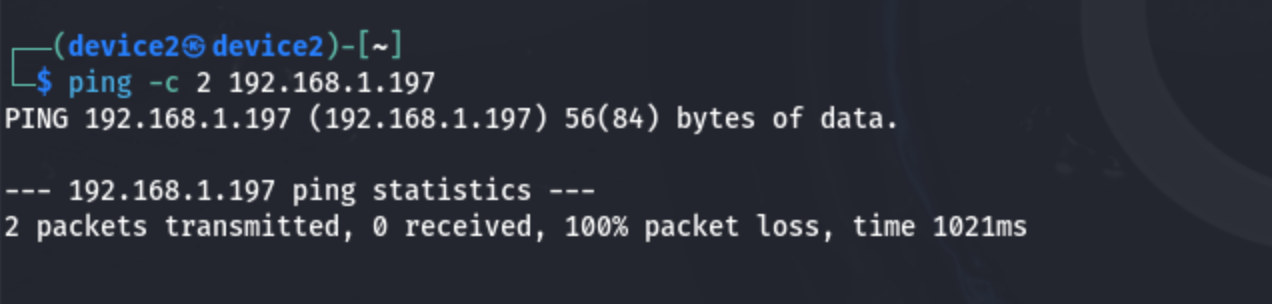 ┌──(device2㉿device2)-[~]
└─$ ping -c 2 192.168.1.197
PING 192.168.1.197 (192.168.1.197) 56(84) bytes of data.

--- 192.168.1.197 ping statistics ---
2 packets transmitted, 0 received, 100% packet loss, time 1021ms